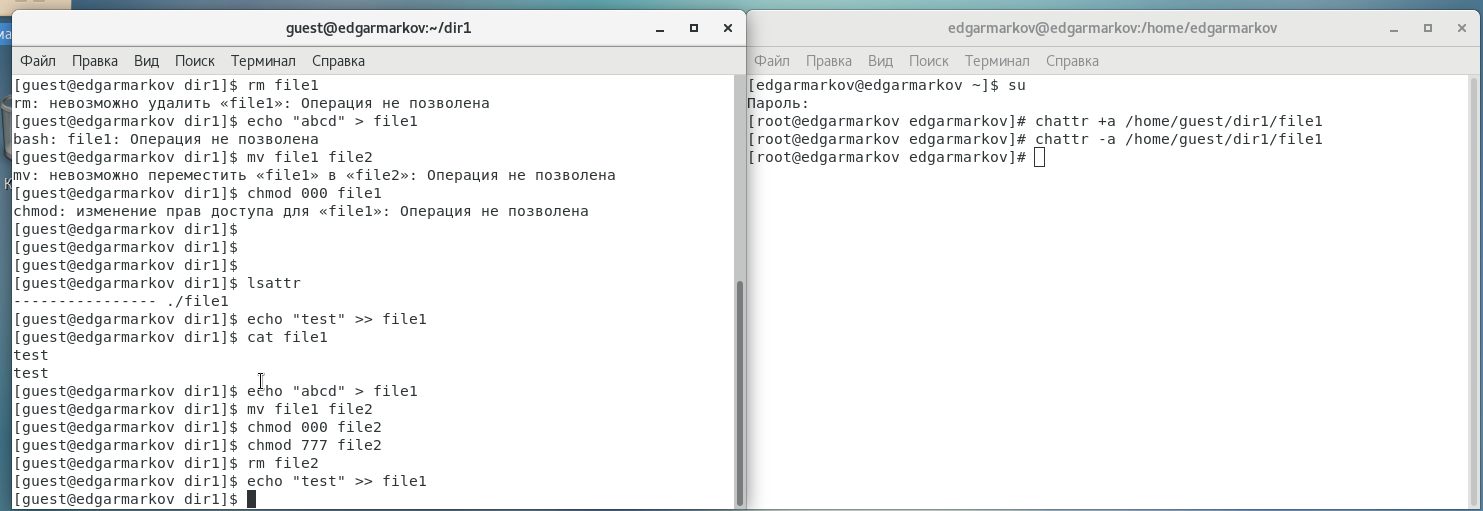 guest@edgarmarkov:~/dir1
Файл Правка Вид Поиск Терминал Справка
[guest@edgarmarkov dir1]$ rm file1
rm: невозможно удалить «file1»: Операция не позволена
[guest@edgarmarkov dir1]$ echo "abcd" > file1
bash: file1: Операция не позволена
[guest@edgarmarkov dir1]$ mv file1 file2
mv: невозможно переместить «file1» в «file2»: Операция не позволена
[guest@edgarmarkov dir1]$ chmod 000 file1
chmod: изменение прав доступа для «file1»: Операция не позволена
[guest@edgarmarkov dir1]$
[guest@edgarmarkov dir1]$
[guest@edgarmarkov dir1]$
[guest@edgarmarkov dir1]$ lsattr
---------------- ./file1
[guest@edgarmarkov dir1]$ echo "test" >> file1
[guest@edgarmarkov dir1]$ cat file1
test
test
[guest@edgarmarkov dir1]$ echo "abcd" > file1
[guest@edgarmarkov dir1]$ mv file1 file2
[guest@edgarmarkov dir1]$ chmod 000 file2
[guest@edgarmarkov dir1]$ chmod 777 file2
[guest@edgarmarkov dir1]$ rm file2
[guest@edgarmarkov dir1]$ echo "test" >> file1
[guest@edgarmarkov dir1]$
edgarmarkov@edgarmarkov:/home/edgarmarkov
Файл Правка Вид Поиск Терминал Справка
[edgarmarkov@edgarmarkov ~]$ su
Пароль:
[root@edgarmarkov edgarmarkov]# chattr +a /home/guest/dir1/file1
[root@edgarmarkov edgarmarkov]# chattr -a /home/guest/dir1/file1
[root@edgarmarkov edgarmarkov]#